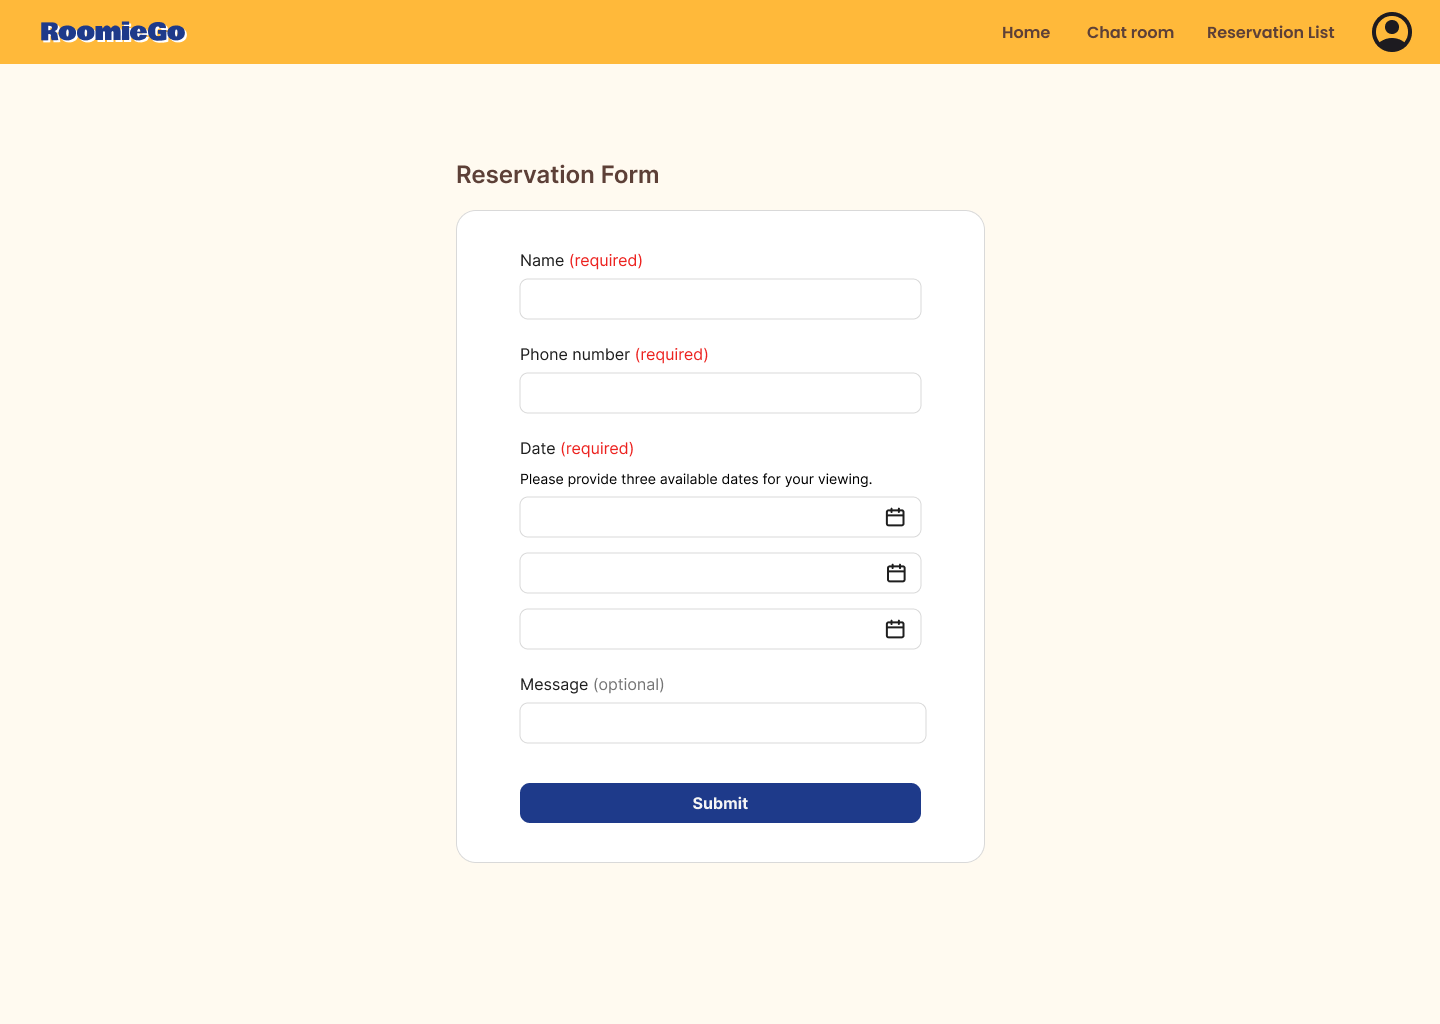 RoomieGo
Home Chat room Reservation List
Reservation Form
Name (required)
Phone number (required)
Date (required)
Please provide three available dates for your viewing.
Message (optional)
Submit